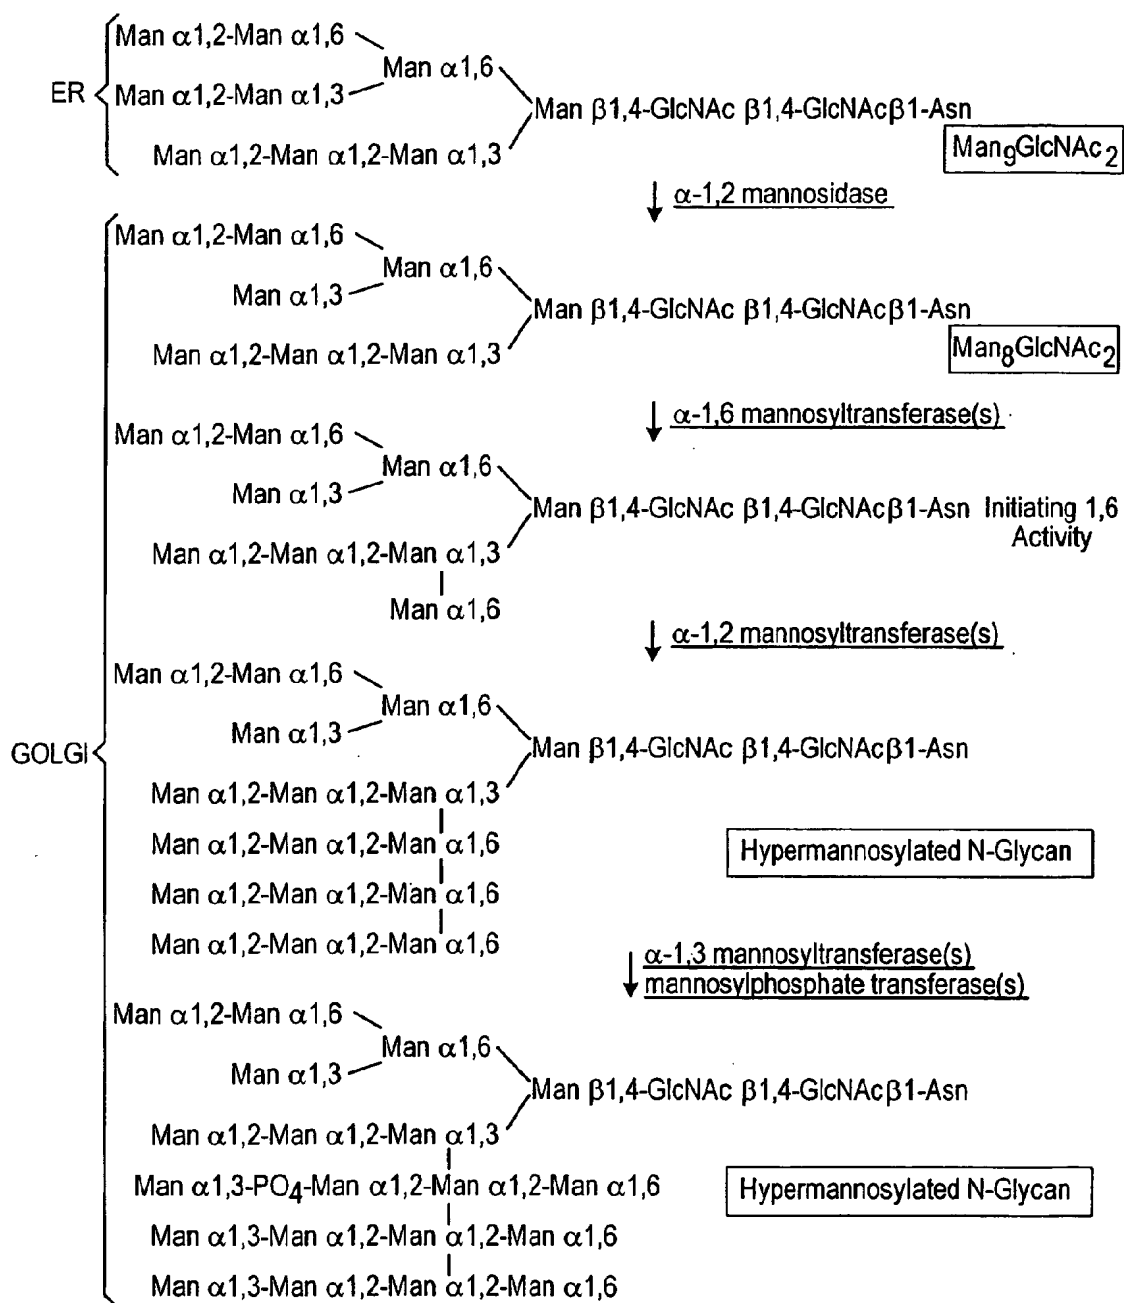 Man α1,2-Man α1,6
Man α1,6
ER
Man α1,2-Man α1,3
Man β1,4-GlcNAc β1,4-GlcNAcβ1-Asn
Man α1,2-Man α1,2-Man α1,3
Man9GlcNAc2
α-1,2 mannosidase
Man α1,2-Man α1,6
Man α1,6
Man α1,3
Man β1,4-GlcNAc β1,4-GlcNAcβ1-Asn
Man α1,2-Man α1,2-Man α1,3
Man8GlcNAc2
α-1,6 mannosyltransferase(s)
Man α1,2-Man α1,6
Man α1,6
Man α1,3
Man β1,4-GlcNAc β1,4-GlcNAcβ1-Asn Initiating 1,6
Activity
Man α1,2-Man α1,2-Man α1,3
Man α1,6
α-1,2 mannosyltransferase(s)
Man α1,2-Man α1,6
Man α1,6
Man α1,3
GOLGI
Man β1,4-GlcNAc β1,4-GlcNAcβ1-Asn
Man α1,2-Man α1,2-Man α1,3
Man α1,2-Man α1,2-Man α1,6
Hypermannosylated N-Glycan
Man α1,2-Man α1,2-Man α1,6
Man α1,2-Man α1,2-Man α1,6
α-1,3 mannosyltransferase(s)
mannosylphosphate transferase(s)
Man α1,2-Man α1,6
Man α1,6
Man α1,3
Man β1,4-GlcNAc β1,4-GlcNAcβ1-Asn
Man α1,2-Man α1,2-Man α1,3
Man α1,3-PO4-Man α1,2-Man α1,2-Man α1,6
Hypermannosylated N-Glycan
Man α1,3-Man α1,2-Man α1,2-Man α1,6
Man α1,3-Man α1,2-Man α1,2-Man α1,6